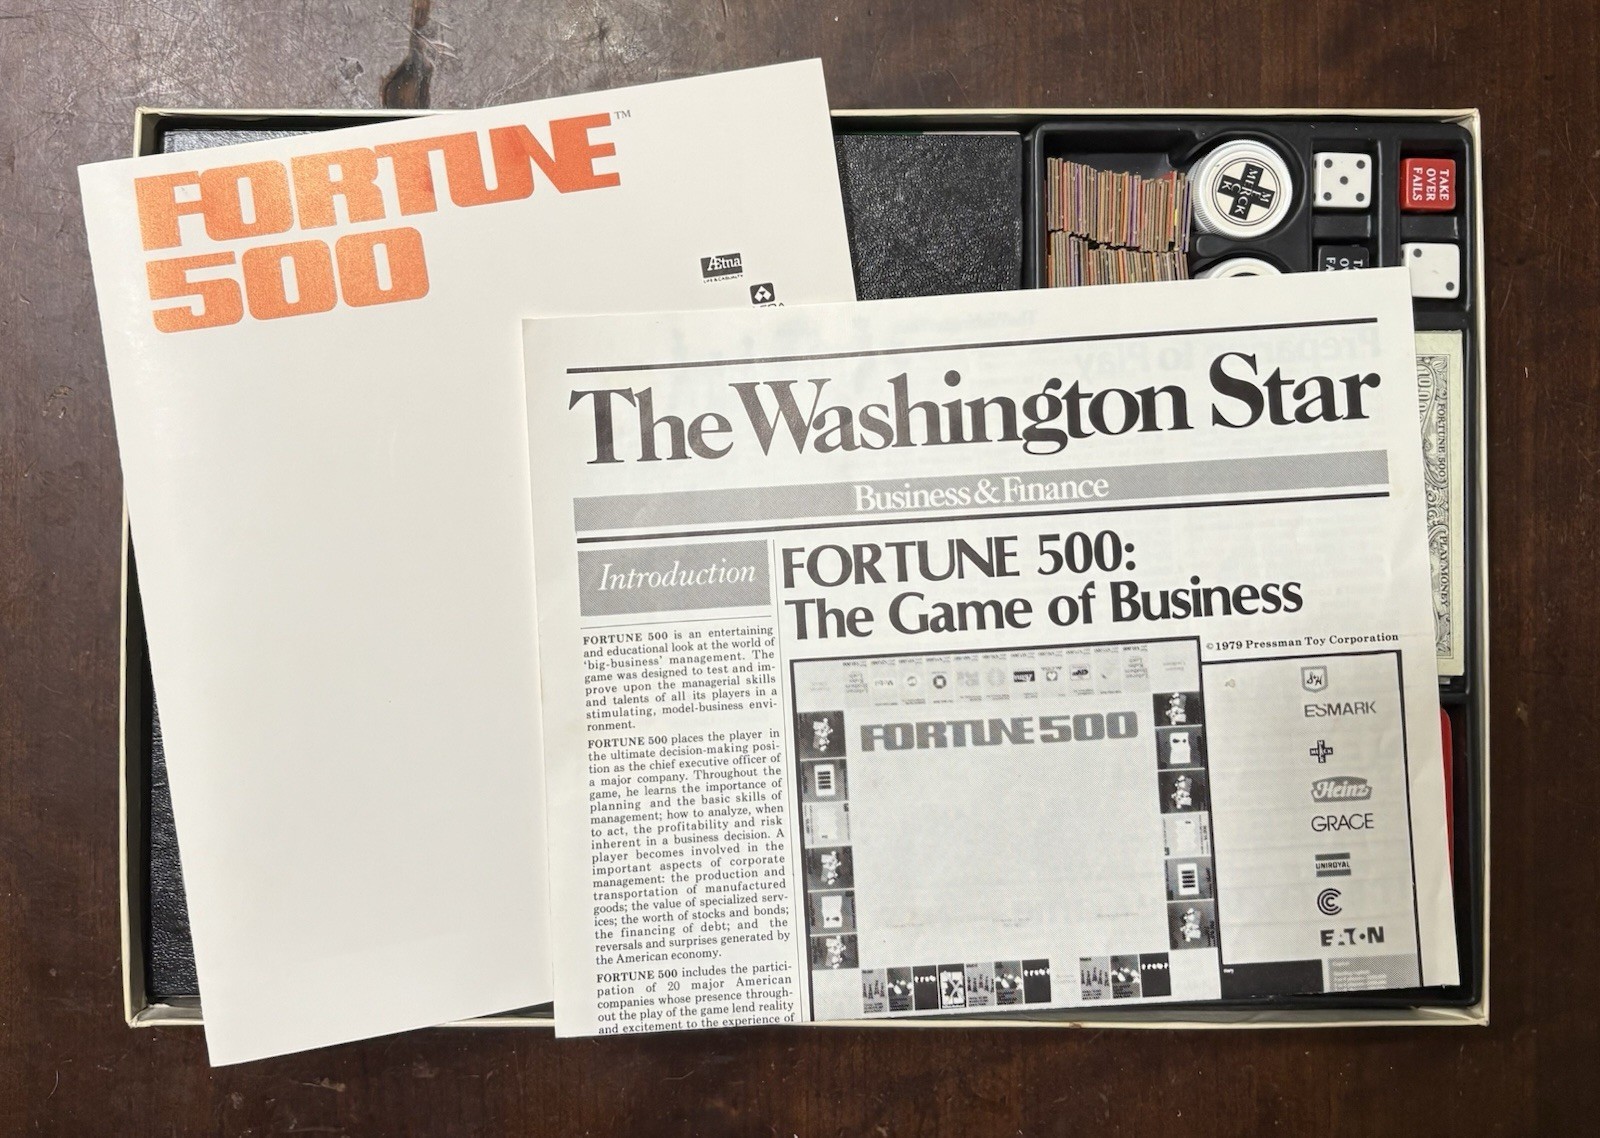 FORTUNE™
500
Ætna
LIFE & CASUALTY
MERCK
TAKE
OVER
FAILS
FORTUNE 500
PLAY MONEY
The Washington Star
Business & Finance
Introduction
FORTUNE 500 is an entertaining
and educational look at the world of
'big-business' management. The
game was designed to test and im-
prove upon the managerial skills
and talents of all its players in a
stimulating, model-business envi-
ronment.
FORTUNE 500 places the player in
the ultimate decision-making posi-
tion as the chief executive officer of
a major company. Throughout the
game, he learns the importance of
planning and the basic skills of
management; how to analyze, when
to act, the profitability and risk
inherent in a business decision. A
player becomes involved in the
important aspects of corporate
management: the production and
transportation of manufactured
goods; the value of specialized serv-
ices; the worth of stocks and bonds;
the financing of debt; and the
reversals and surprises generated by
the American economy.
FORTUNE 500 includes the partici-
pation of 20 major American
companies whose presence through-
out the play of the game lend reality
and excitement to the experience of
FORTUNE 500:
The Game of Business
©1979 Pressman Toy Corporation
FORTUNE 500
S&H
ESMARK
MERCK
Heinz
GRACE
UNIROYAL
EATON